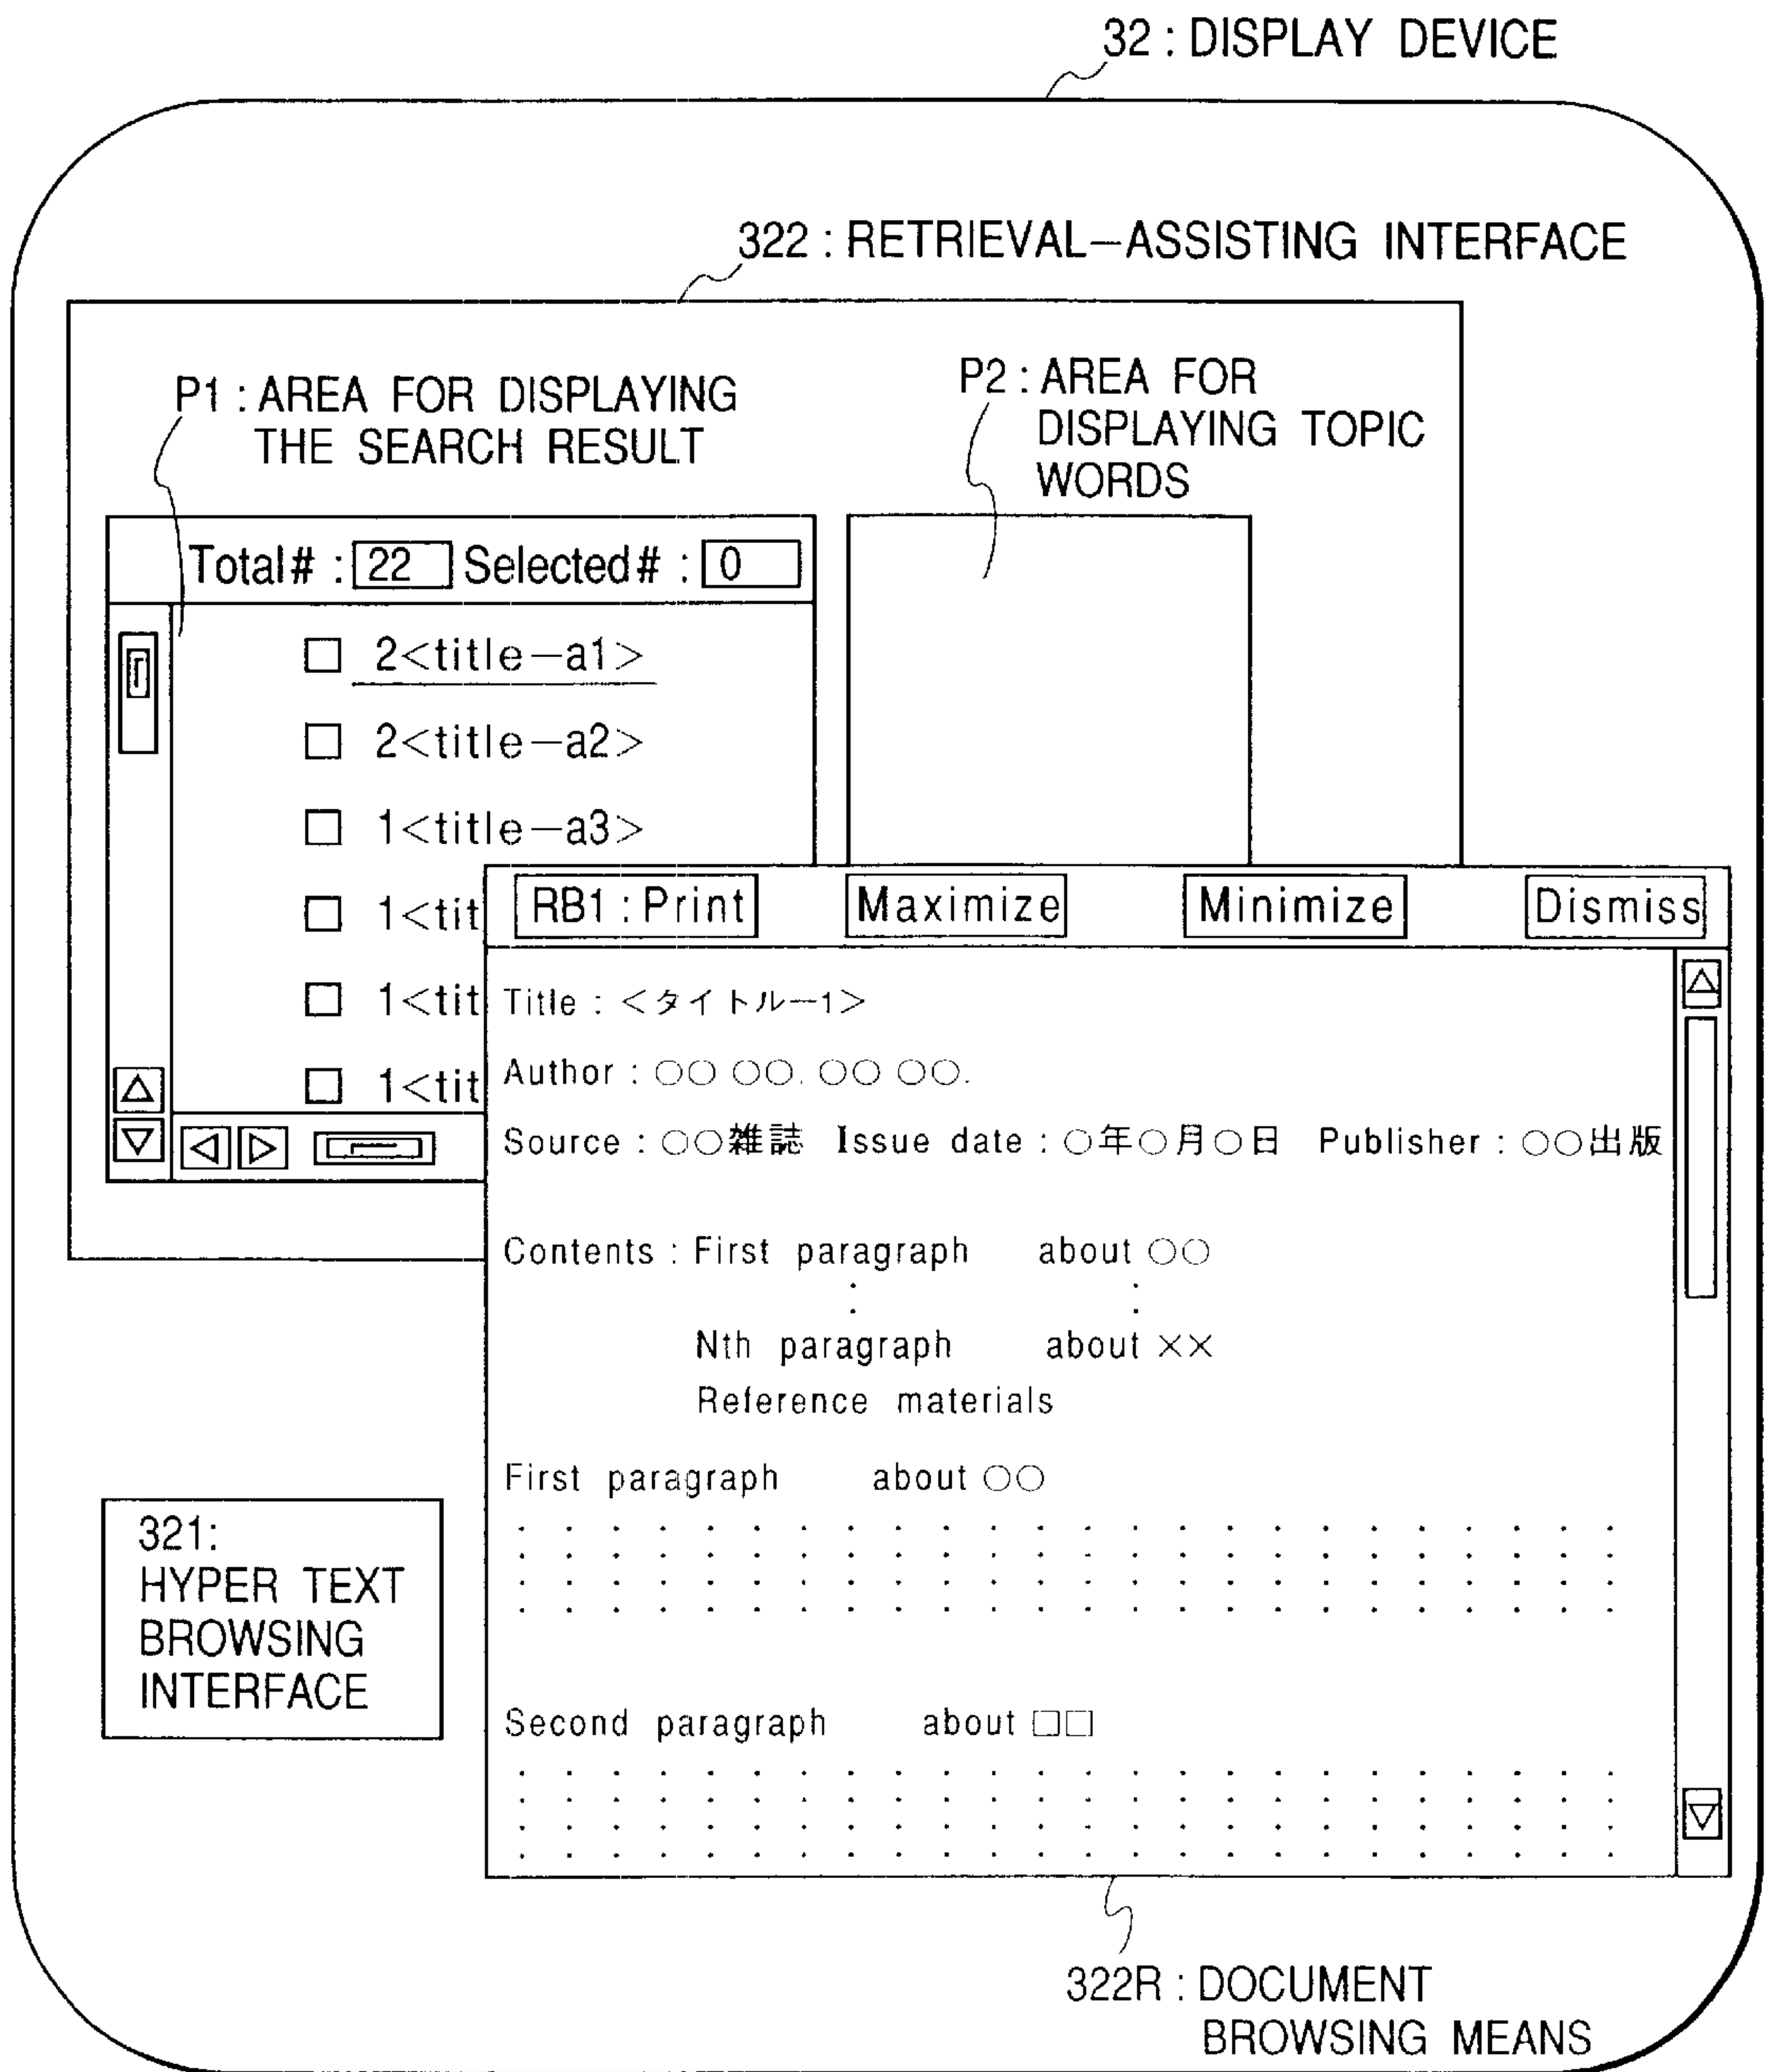 32 : DISPLAY DEVICE
322 : RETRIEVAL—ASSISTING INTERFACE
P1 : AREA FOR DISPLAYING
THE SEARCH RESULT
P2 : AREA FOR
DISPLAYING TOPIC
WORDS
Total# : 22 Selected# : 0
□ 2<title—a1>
□ 2<title—a2>
□ 1<title—a3>
□ 1<tit
□ 1<tit
□ 1<tit
RB1 : Print Maximize Minimize Dismiss
Title : <タイトルー1>
Author : ○○ ○○. ○○ ○○.
Source : ○○雑誌 Issue date : ○年○月○日 Publisher : ○○出版
Contents : First paragraph about ○○
: :
Nth paragraph about ××
Reference materials
First paragraph about ○○
Second paragraph about □□
321:
HYPER TEXT
BROWSING
INTERFACE
322R : DOCUMENT
BROWSING MEANS